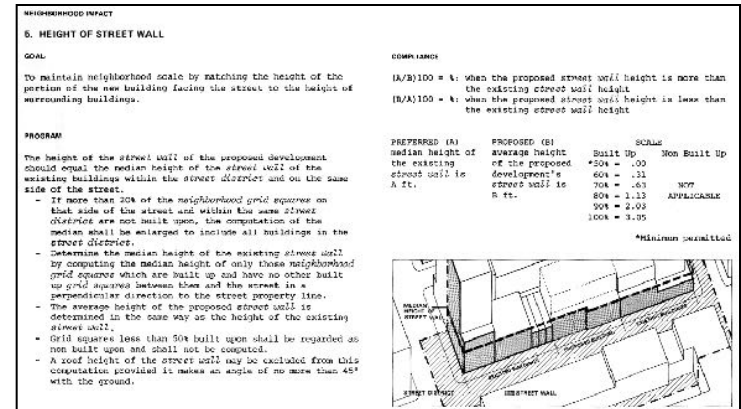 NEIGHBORHOOD IMPACT
5. HEIGHT OF STREET WALL
GOAL
To maintain neighborhood scale by matching the height of the
portion of the new building facing the street to the height of
surrounding buildings.
PROGRAM
The height of the street wall of the proposed development
should equal the median height of the street wall of the
existing buildings within the street district and on the same
side of the street.
- If more than 20% of the neighborhood grid squares on
that side of the street and within the same street
district are not built upon, the computation of the
median shall be enlarged to include all buildings in the
street district.
- Determine the median height of the existing street wall
by computing the median height of only those neighborhood
grid squares which are built up and have no other built
up grid squares between them and the street in a
perpendicular direction to the street property line.
- The average height of the proposed street wall is
determined in the same way as the height of the existing
street wall.
- Grid squares less than 50% built upon shall be regarded as
non built upon and shall not be computed.
- A roof height of the street wall may be excluded from this
computation provided it makes an angle of no more than 45°
with the ground.
COMPLIANCE
(A/B)100 = %: when the proposed street wall height is more than
the existing street wall height
(B/A)100 = %: when the proposed street wall height is less than
the existing street wall height
PREFERRED (A)
median height of
the existing
street wall is
A ft.
PROPOSED (B)
average height
of the proposed
development's
street wall is
B ft.
SCALE
Built Up Non Built Up
*50% = .00
60% = .31
70% = .63 NOT
80% = 1.13 APPLICABLE
90% = 2.03
100% = 3.05
*Minimum permitted
MEDIAN
HEIGHT OF
STREET WALL
EXISTING BUILDINGS
EXISTING BUILDINGS
STREET DISTRICT
STREET WALL